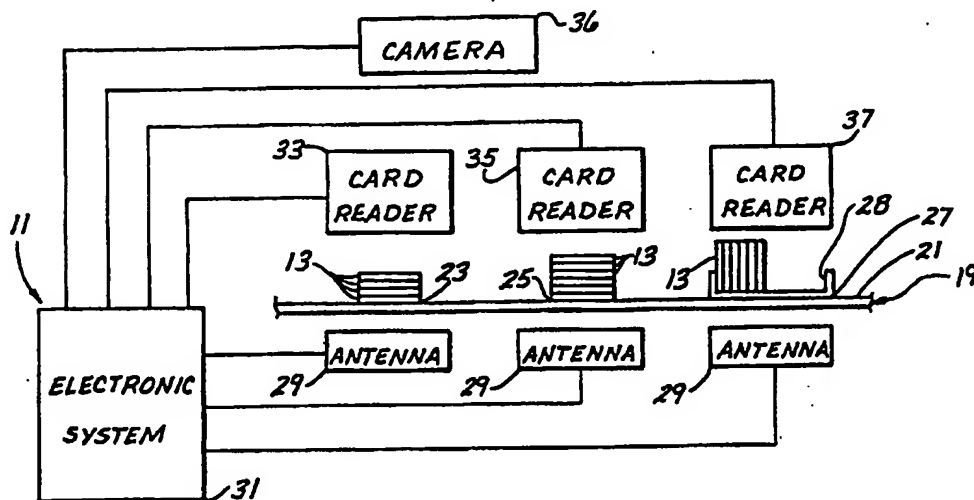 36
CAMERA
33
CARD
READER
35
CARD
READER
37
CARD
READER
28
27
21
19
11
13
23
25
13
13
ELECTRONIC
SYSTEM
31
ANTENNA
29
ANTENNA
29
ANTENNA
29